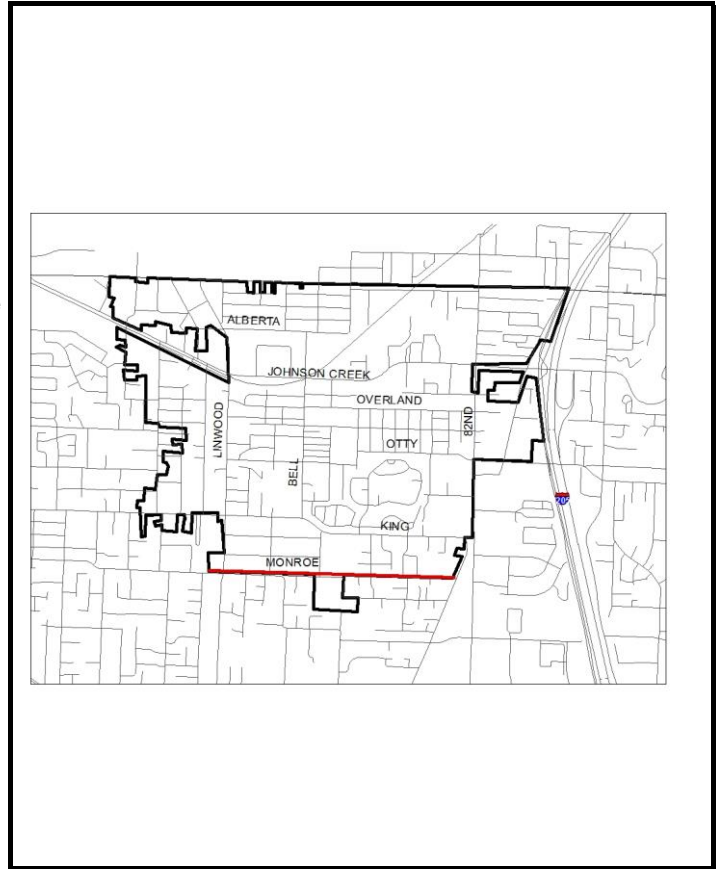 ALBERTA
JOHNSON CREEK
OVERLAND
LINWOOD
82ND
OTTY
BELL
205
KING
MONROE